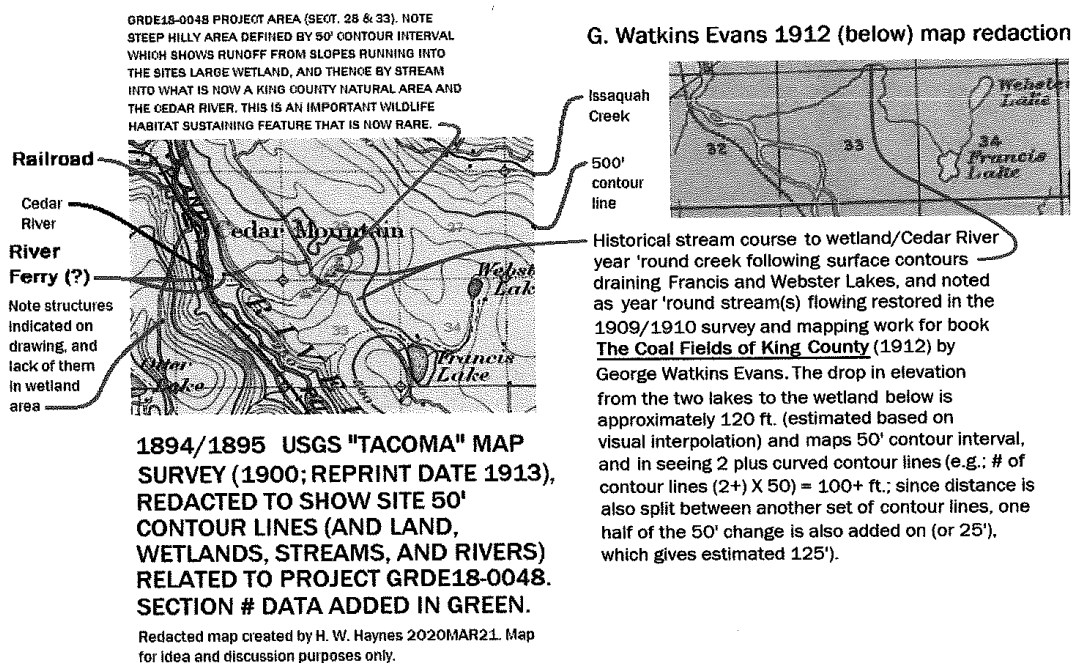 GRDE18-0048 PROJECT AREA (SECT. 28 & 33). NOTE
STEEP HILLY AREA DEFINED BY 50' CONTOUR INTERVAL
WHICH SHOWS RUNOFF FROM SLOPES RUNNING INTO
THE SITES LARGE WETLAND, AND THENCE BY STREAM
INTO WHAT IS NOW A KING COUNTY NATURAL AREA AND
THE CEDAR RIVER. THIS IS AN IMPORTANT WILDLIFE
HABITAT SUSTAINING FEATURE THAT IS NOW RARE.
Railroad
Cedar
River
River
Ferry (?)
Note structures
indicated on
drawing, and
lack of them
in wetland
area
Cedar Mountain
Francis
Lake
33
34
Issaquah
Creek
500'
contour
line
1894/1895 USGS "TACOMA" MAP
SURVEY (1900; REPRINT DATE 1913),
REDACTED TO SHOW SITE 50'
CONTOUR LINES (AND LAND,
WETLANDS, STREAMS, AND RIVERS)
RELATED TO PROJECT GRDE18-0048.
SECTION # DATA ADDED IN GREEN.
Redacted map created by H. W. Haynes 2020MAR21. Map
for idea and discussion purposes only.
G. Watkins Evans 1912 (below) map redaction
Webster
Lake
32
33
34
Francis
Lake
Historical stream course to wetland/Cedar River
year 'round creek following surface contours
draining Francis and Webster Lakes, and noted
as year 'round stream(s) flowing restored in the
1909/1910 survey and mapping work for book
The Coal Fields of King County (1912) by
George Watkins Evans. The drop in elevation
from the two lakes to the wetland below is
approximately 120 ft. (estimated based on
visual interpolation) and maps 50' contour interval,
and in seeing 2 plus curved contour lines (e.g.; # of
contour lines (2+) X 50) = 100+ ft.; since distance is
also split between another set of contour lines, one
half of the 50' change is also added on (or 25'),
which gives estimated 125').